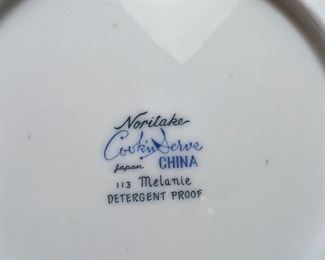 Noritake
Cook'n Serve
Japan CHINA
113 Melanie
DETERGENT PROOF